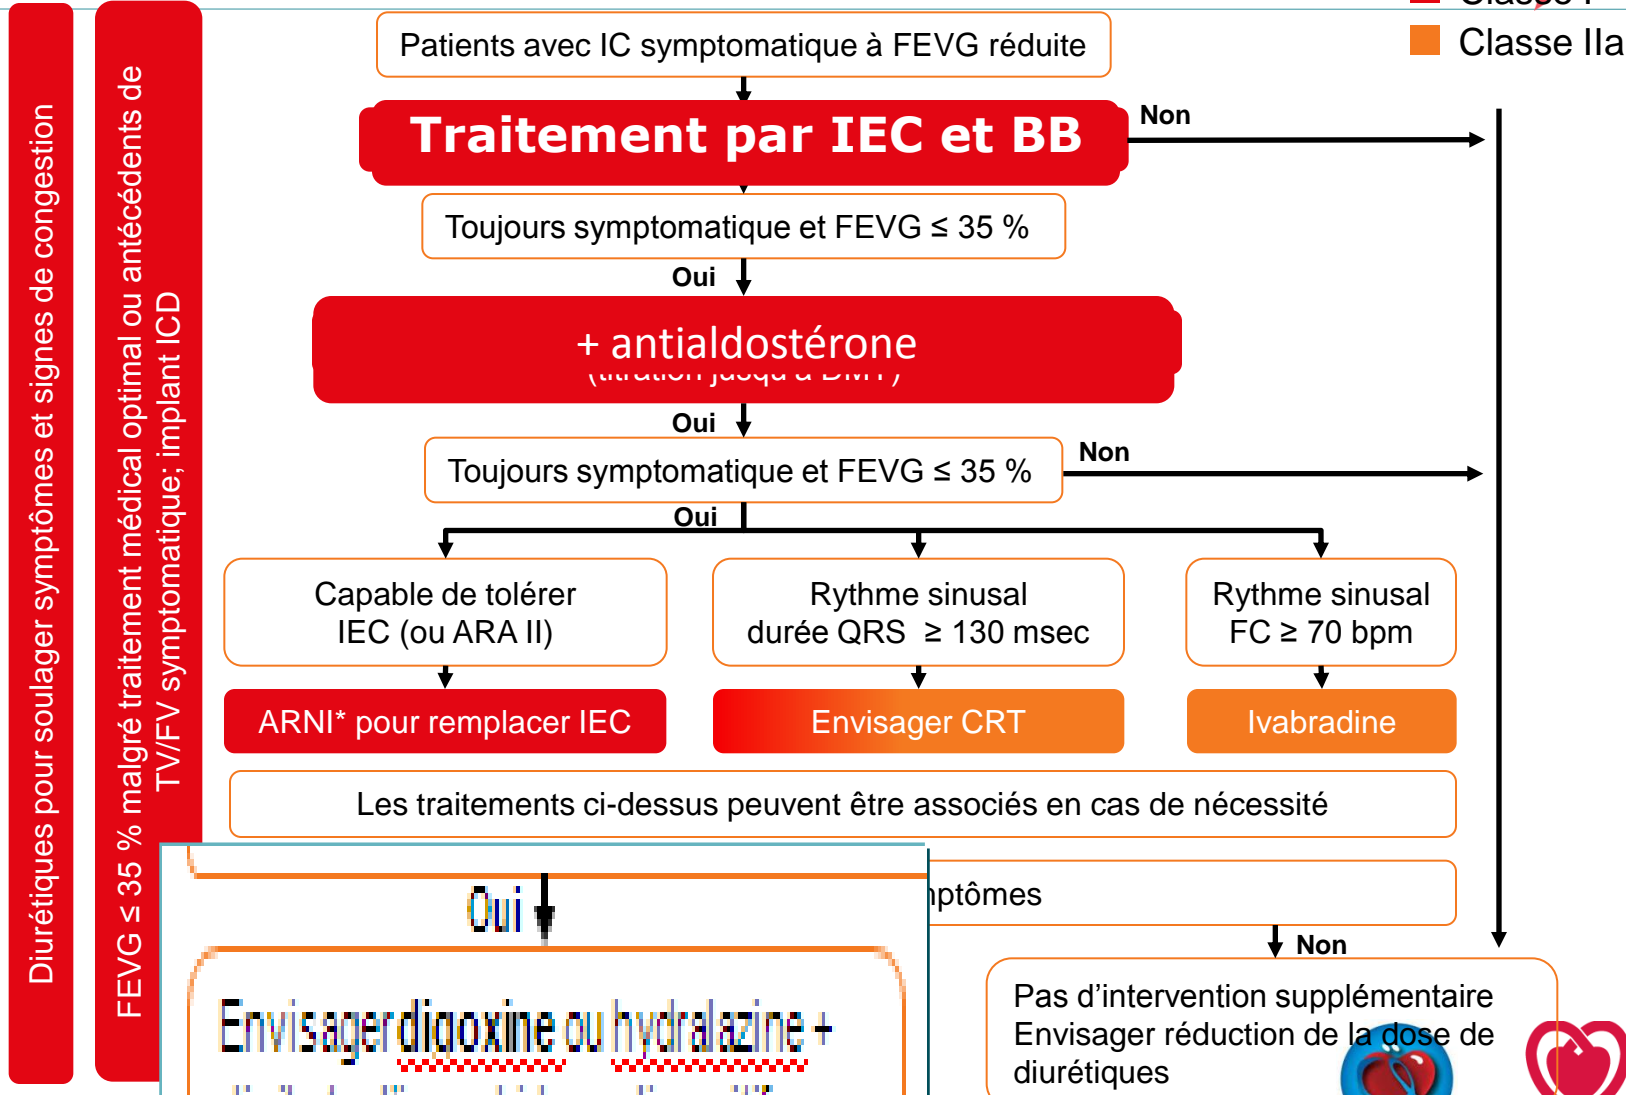 Classe I
Classe IIa
Diurétiques pour soulager symptômes et signes de congestion
FEVG ≤ 35 % malgré traitement médical optimal ou antécédents de
TV/FV symptomatique; implant ICD
Patients avec IC symptomatique à FEVG réduite
Traitement par IEC et BB
Non
Toujours symptomatique et FEVG ≤ 35 %
Oui
+ antialdostérone
Oui
Toujours symptomatique et FEVG ≤ 35 %
Non
Oui
Capable de tolérer
IEC (ou ARA II)
Rythme sinusal
durée QRS ≥ 130 msec
Rythme sinusal
FC ≥ 70 bpm
ARNI* pour remplacer IEC
Envisager CRT
Ivabradine
Les traitements ci-dessus peuvent être associés en cas de nécessité
Oui
Non
Envisager digoxine ou hydralazine +
Pas d’intervention supplémentaire
Envisager réduction de la dose de
diurétiques